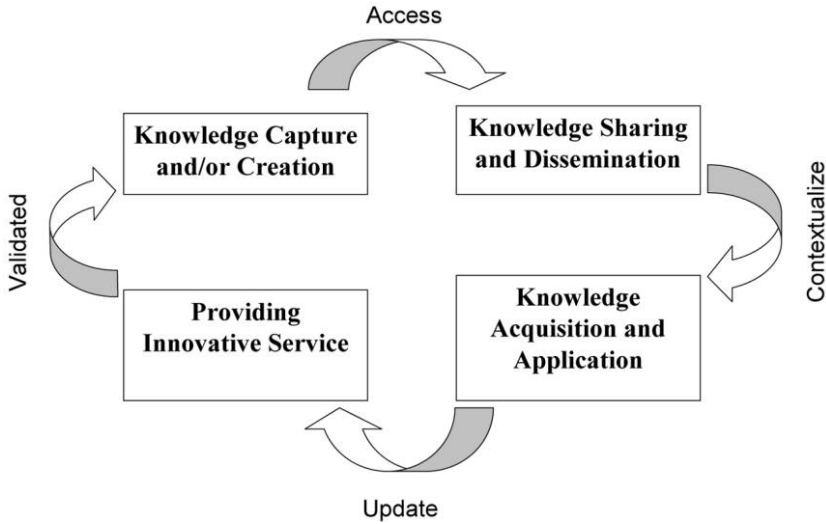 Access
Knowledge Capture
and/or Creation
Knowledge Sharing
and Dissemination
Validated
Contextualize
Providing
Innovative Service
Knowledge
Acquisition and
Application
Update